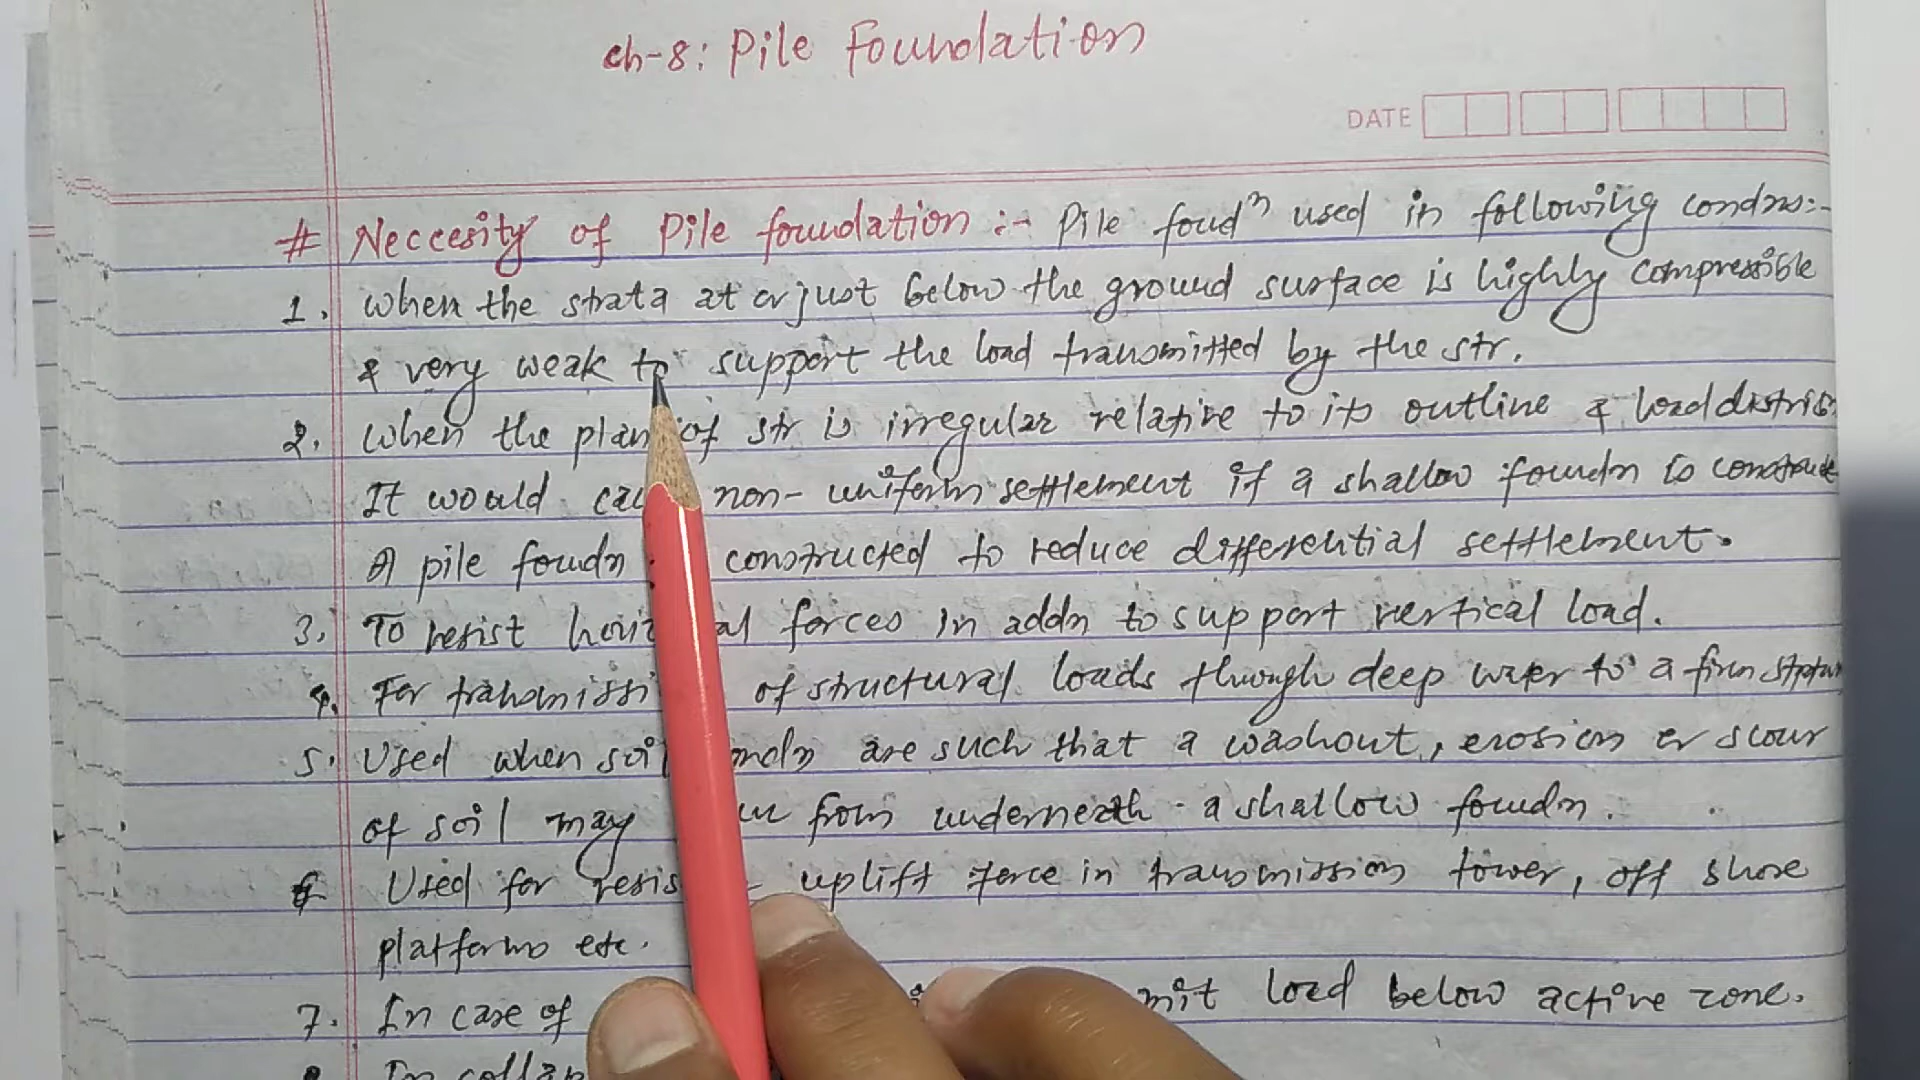 ch-8: Pile Foundation
DATE
# Neccesity of Pile foundation :- Pile foudⁿ used in following condns:-
1. When the strata at or just below the ground surface is highly compressible
& very weak to support the load transmitted by the str.
2. When the plan of str is irregular relative to its outline & load distrib
It would non-uniform settlement if a shallow foundn is
A pile foudn constructed to reduce differential settlement.
3. To resist forces in addn to support vertical load.
4. For of structural loads through deep water to a firm
5. Used when are such that a washout, erosion or scour
of soil may from underneath a shallow foudn.
6 Used for uplift force in transmission tower, off shore
platforms etc.
7. In case of load below active zone.
In